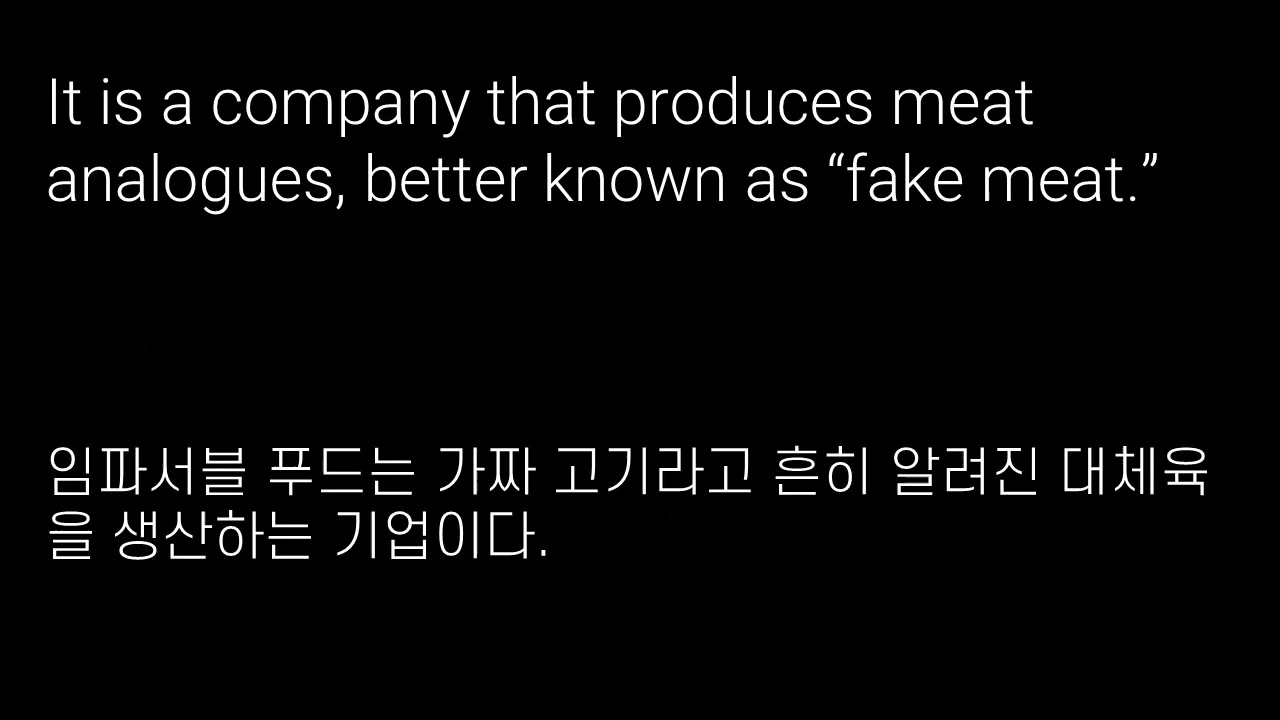 It is a company that produces meat
analogues, better known as “fake meat.”
임파서블 푸드는 가짜 고기라고 흔히 알려진 대체육
을 생산하는 기업이다.